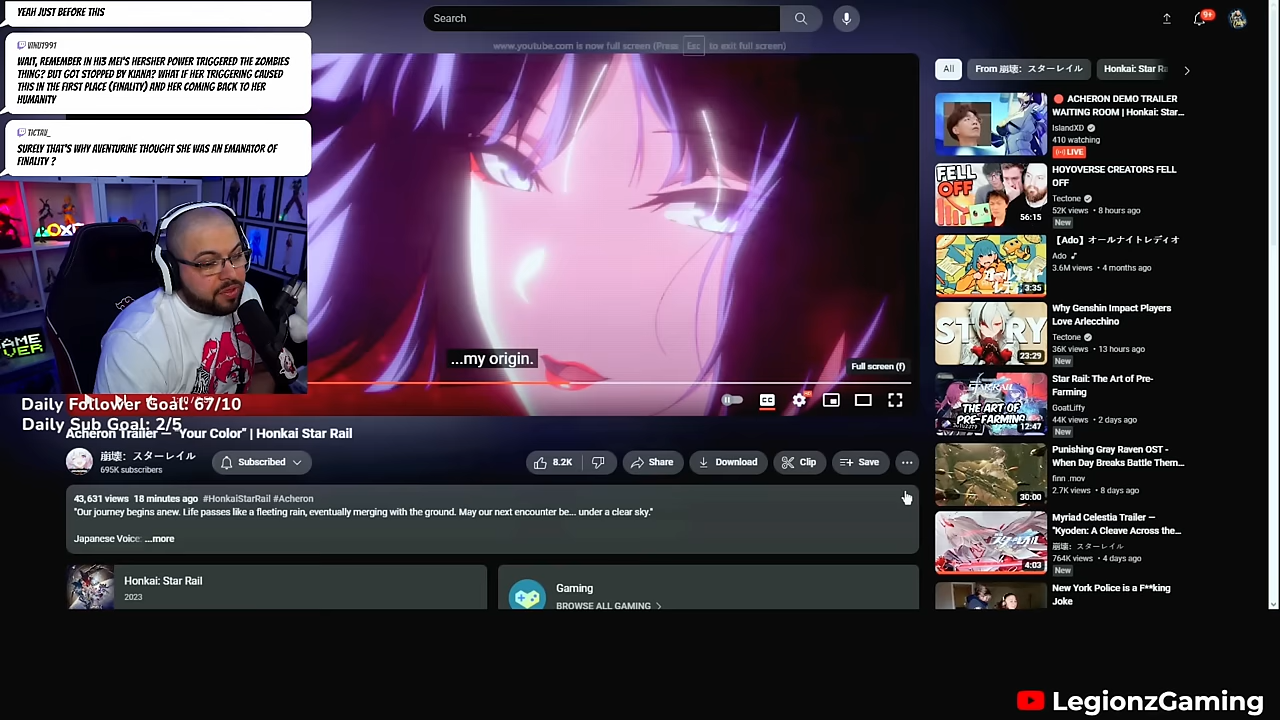 YEAH JUST BEFORE THIS
VINU1991
WAIT, REMEMBER IN HI3 MEI'S HERSHER POWER TRIGGERED THE ZOMBIES
THING? BUT GOT STOPPED BY KIANA? WHAT IF HER TRIGGERING CAUSED
THIS IN THE FIRST PLACE (FINALITY) AND HER COMING BACK TO HER
HUMANITY
SURELY THAT'S WHY AVENTURINE THOUGHT SHE WAS AN EMANATOR OF
FINALITY ?
Search
9+
www.youtube.com is now full screen (Press Esc to exit full screen)
...my origin.
Full screen (f)
Daily Follower Goal: 67/10
Daily Sub Goal: 2/5
Acheron Trailer — "Your Color" | Honkai Star Rail
崩壊：スターレイル
695K subscribers
Subscribed
8.2K
Share
Download
Clip
Save
43,631 views 18 minutes ago #HonkaiStarRail #Acheron
"Our journey begins anew. Life passes like a fleeting rain, eventually merging with the ground. May our next encounter be... under a clear sky."
Japanese Voice: ...more
Honkai: Star Rail
2023
Gaming
BROWSE ALL GAMING
All
From 崩壊：スターレイル
Honkai: Star Ra
ACHERON DEMO TRAILER
WAITING ROOM | Honkai: Star...
IslandXD
410 watching
LIVE
FELL
OFF
56:15
HOYOVERSE CREATORS FELL
OFF
Tectone
52K views • 8 hours ago
New
3:35
【Ado】オールナイトレディオ
Ado
3.6M views • 4 months ago
STORY
23:29
Why Genshin Impact Players
Love Arlecchino
Tectone
36K views • 13 hours ago
New
THE ART OF
PRE-FARMING
12:47
Star Rail: The Art of Pre-
Farming
GoatLiffy
44K views • 2 days ago
New
30:00
Punishing Gray Raven OST -
When Day Breaks Battle Them...
finn .mov
2.7K views • 8 days ago
4:03
Myriad Celestia Trailer —
"Kyoden: A Cleave Across the...
崩壊：スターレイル
764K views • 4 days ago
New
New York Police is a F**king
Joke
LegionzGaming